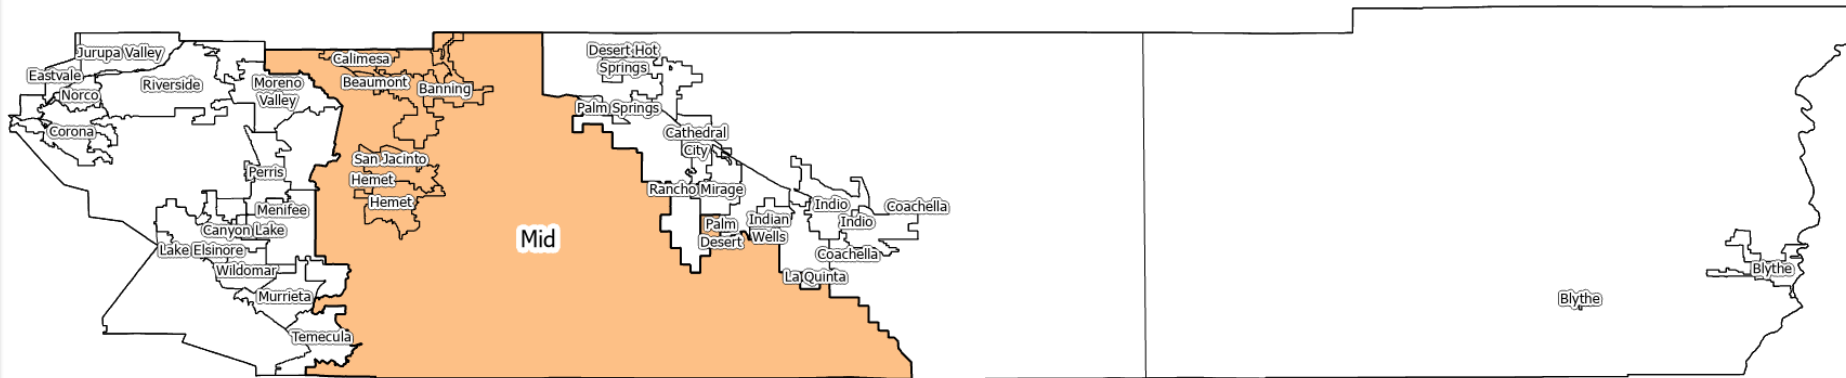 Jurupa Valley
Eastvale
Norco
Riverside
Corona
Moreno
Valley
Perris
Menifee
Canyon Lake
Lake Elsinore
Wildomar
Murrieta
Temecula
Calimesa
Beaumont
Banning
San Jacinto
Hemet
Hemet
Mid
Desert Hot
Springs
Palm Springs
Cathedral
City
Rancho Mirage
Palm
Desert
Indian
Wells
Indio
Indio
Coachella
Coachella
La Quinta
Blythe
Blythe